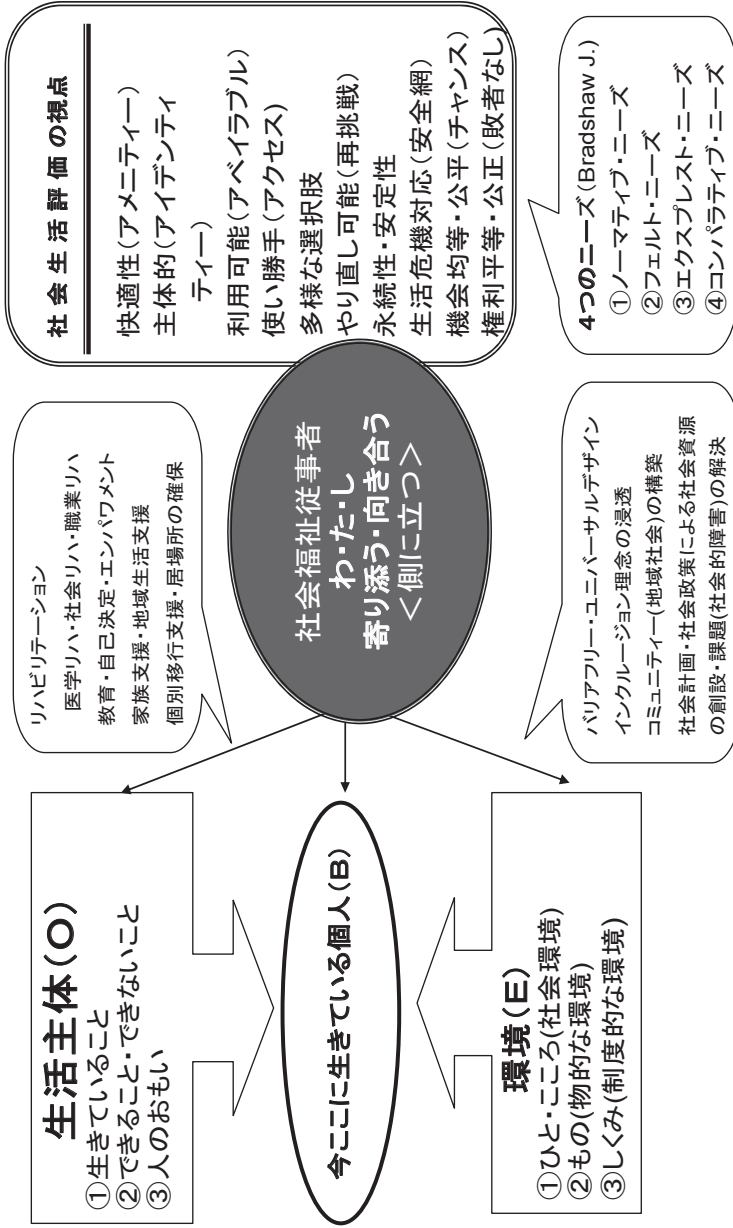 生活主体(O)
①生きていること
②できること・できないこと
③人のおもい
今ここに生きている個人(B)
環境(E)
①ひと・こころ(社会環境)
②もの(物的な環境)
③しくみ(制度的な環境)
リハビリテーション
医学リハ・社会リハ・職業リハ
教育・自己決定・エンパワメント
家族支援・地域生活支援
個別移行支援・居場所の確保
社会福祉従事者
わ・た・し
寄り添う・向き合う
<側に立つ>
バリアフリー・ユニバーサルデザイン
インクルージョン理念の浸透
コミュニティー(地域社会)の構築
社会計画・社会政策による社会資源
の創設・課題(社会的障害)の解決
社会生活評価の視点
快適性(アメニティー)
主体的(アイデンティ
ティー)
利用可能(アベイラブル)
使い勝手(アクセス)
多様な選択肢
やり直し可能(再挑戦)
永続性・安定性
生活危機対応(安全網)
機会均等・公平(チャンス)
権利平等・公正(敗者なし)
4つのニーズ(Bradshaw J.)
①ノーマティブ・ニーズ
②フェルト・ニーズ
③エクスプレスト・ニーズ
④コンパラティブ・ニーズ